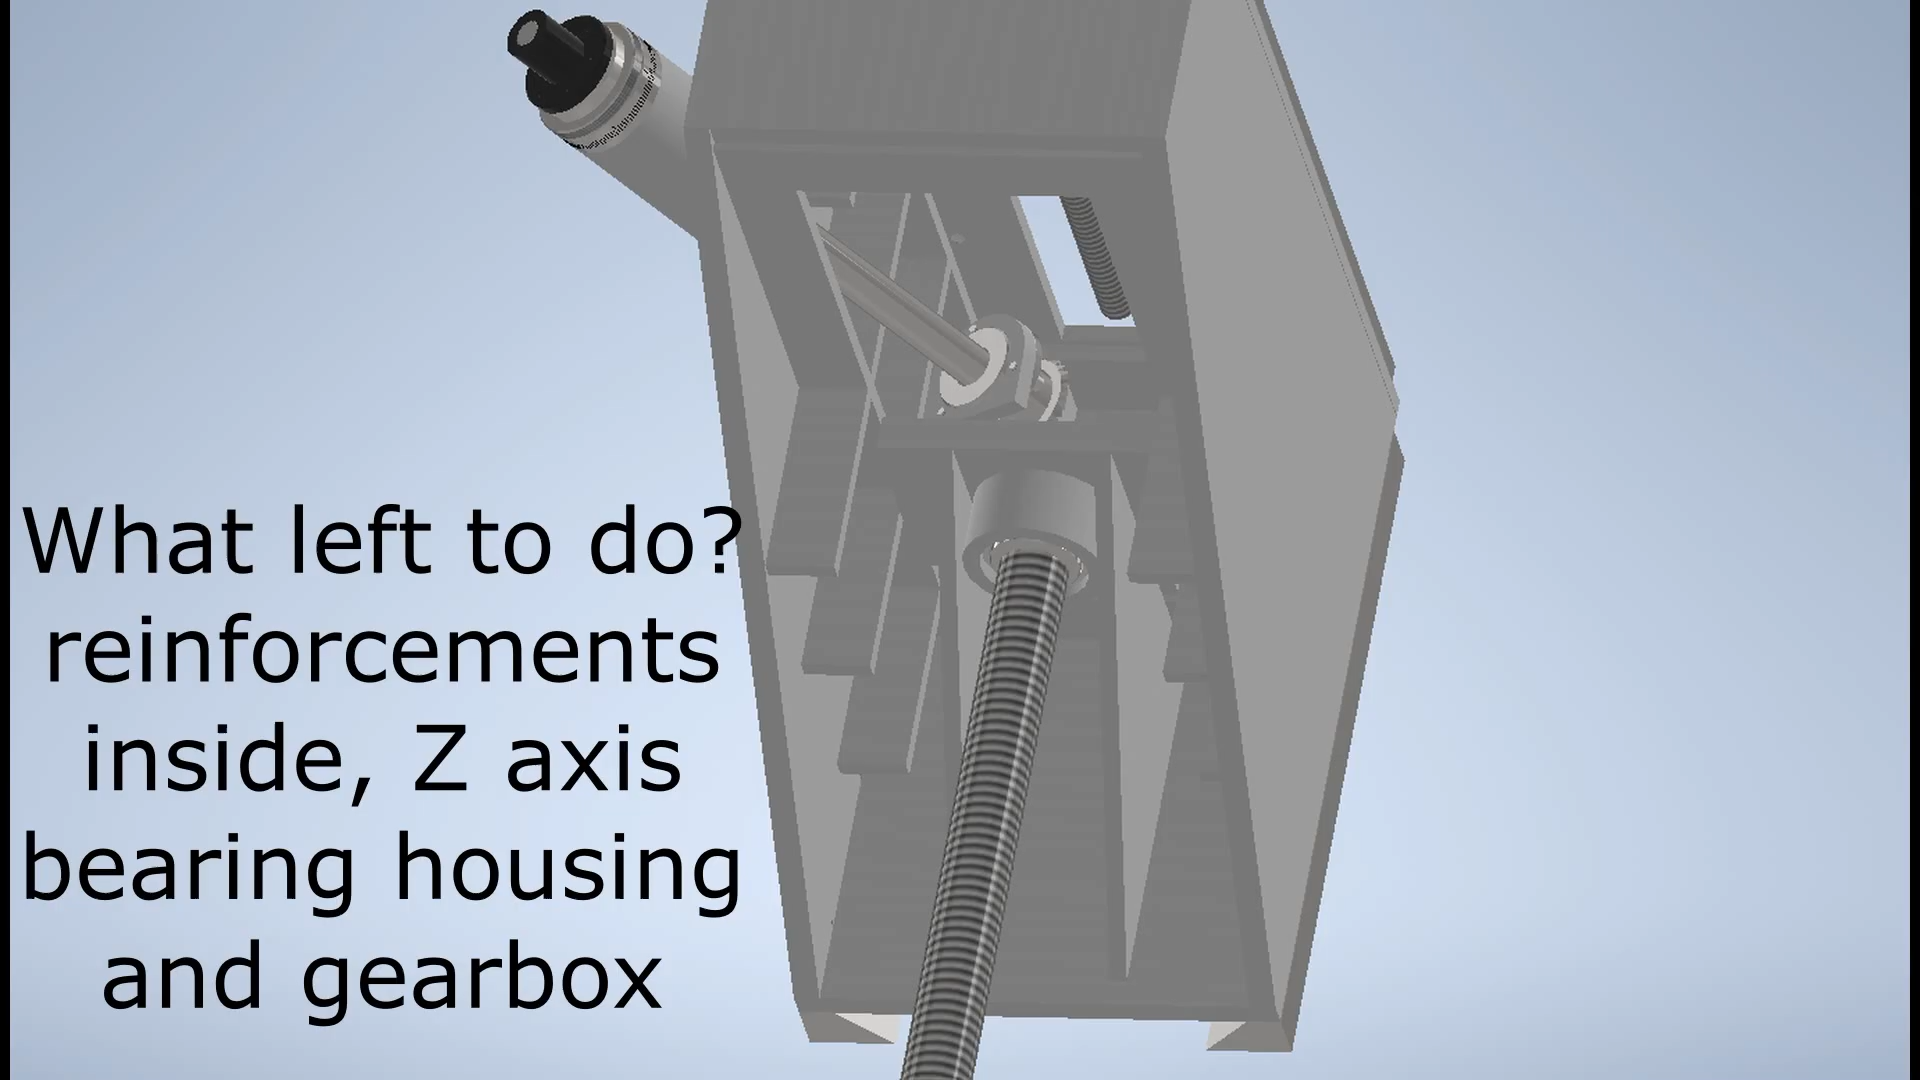 What left to do?
reinforcements
inside, Z axis
bearing housing
and gearbox